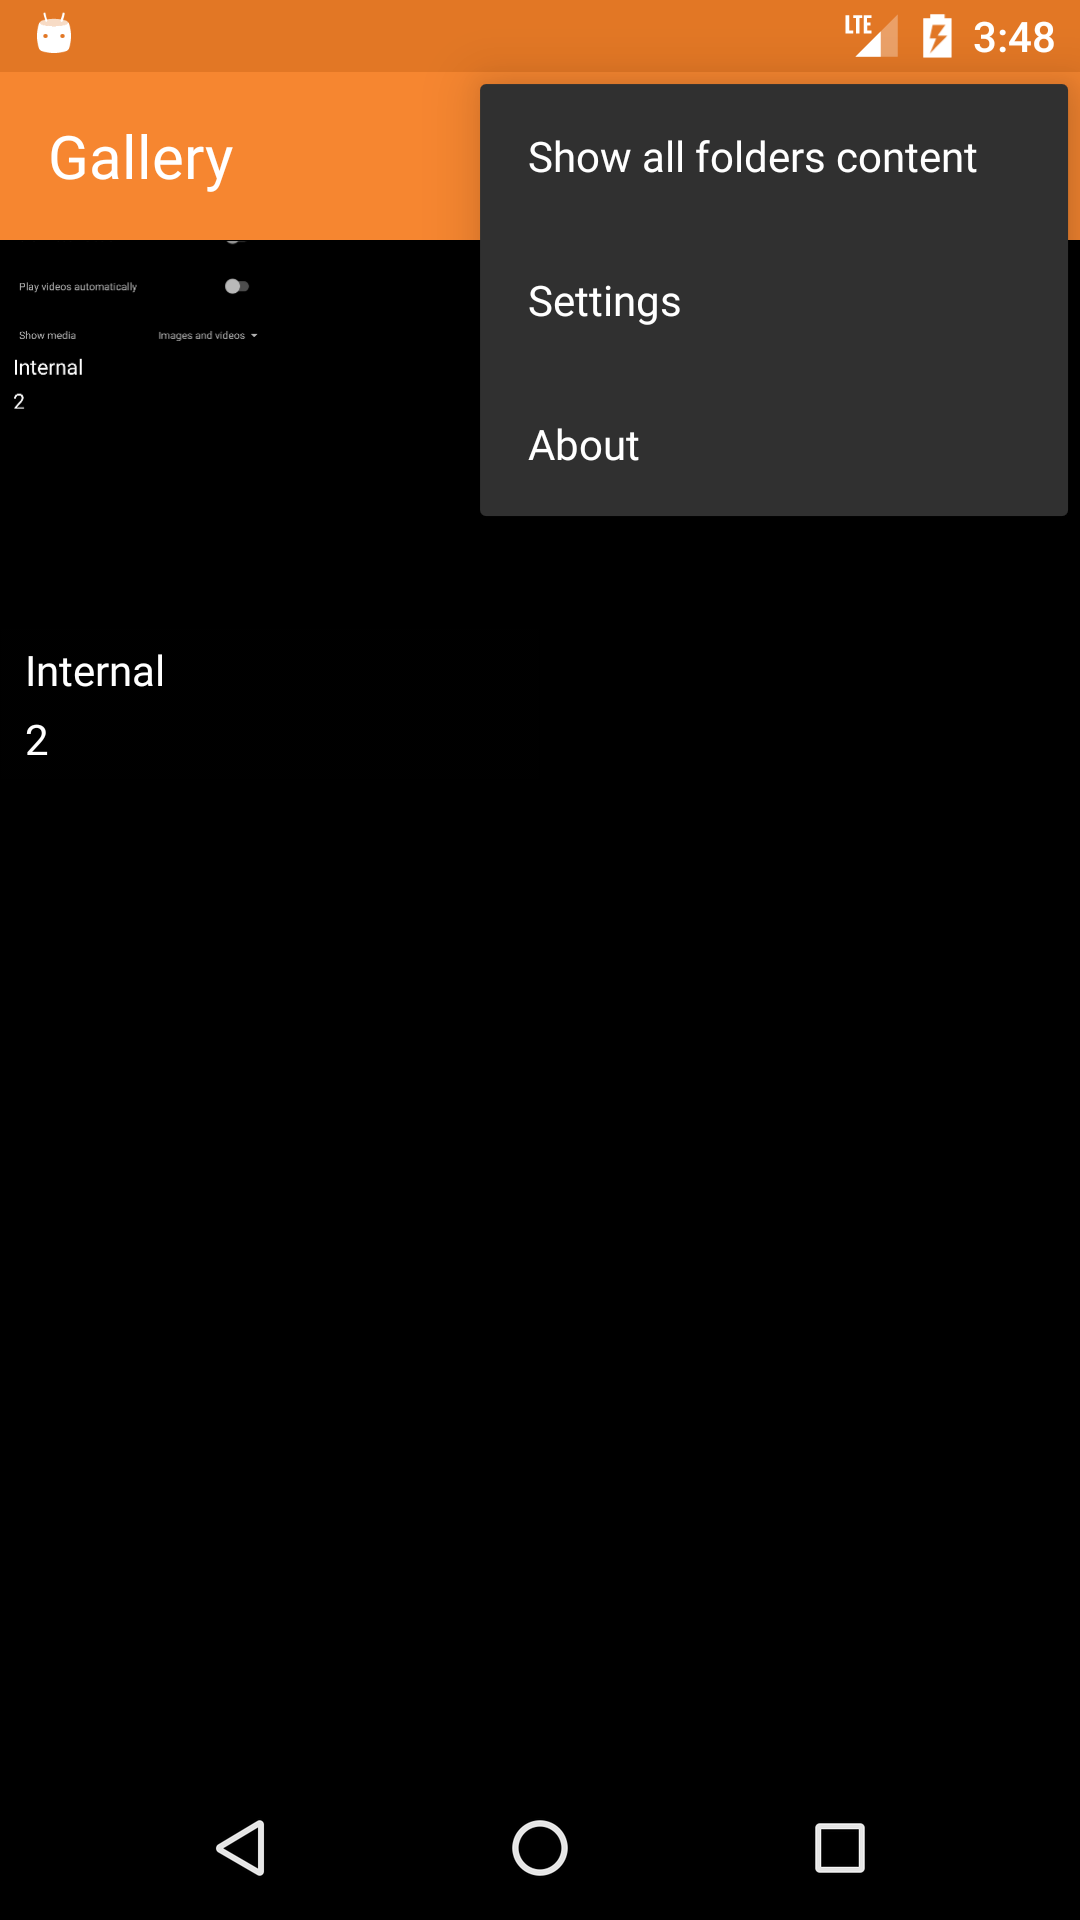 LTE 3:48
Gallery
Show all folders content
Settings
About
Play videos automatically
Show media Images and videos
Internal
2
Internal
2